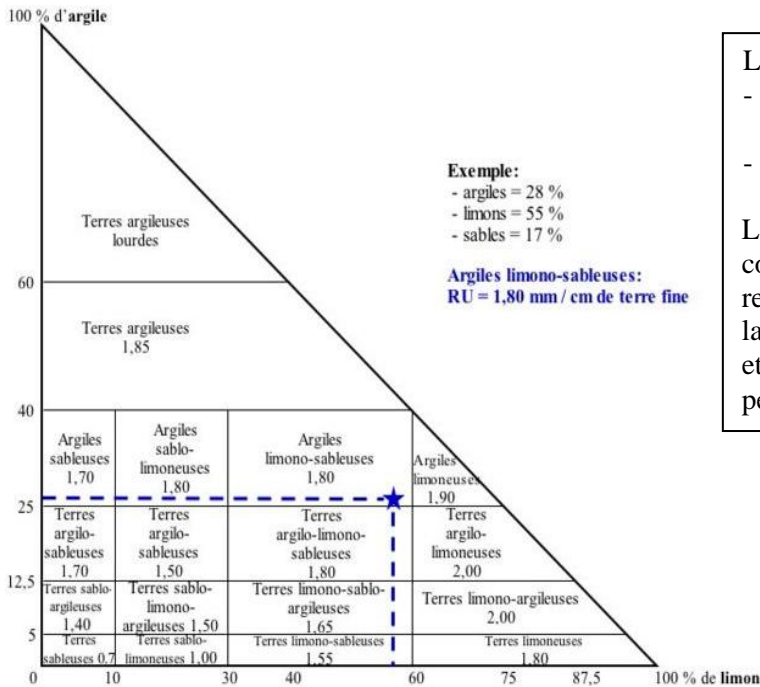 100 % d'argile
Exemple:
- argiles = 28 %
- limons = 55 %
- sables = 17 %
Argiles limono-sableuses:
RU = 1,80 mm / cm de terre fine
Terres argileuses
lourdes
60
Terres argileuses
1,85
40
Argiles
sableuses
1,70
Argiles
sablo-
limoneuses
1,80
Argiles
limono-sableuses
1,80
Argiles
limoneuses
1,90
25
Terres
argilo-
sableuses
1,70
Terres
argilo-
sableuses
1,50
Terres
argilo-limono-
sableuses
1,80
Terres
argilo-
limoneuses
2,00
12,5
Terres sablo-
argileuses
1,40
Terres sablo-
limono-
argileuses 1,50
Terres limono-sablo-
argileuses
1,65
Terres limono-argileuses
2,00
5
Terres
sableuses 0,7
Terres sablo-
limoneuses 1,00
Terres limono-sableuses
1,55
Terres limoneuses
1,80
0 10 30 40 60 75 87,5 100 % de limon
L
-
-
L
co
re
la
et
pe